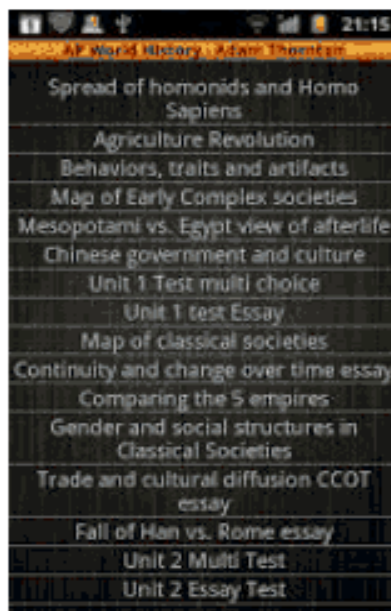 21:15
AP World History - Adam Thornton
Spread of homonids and Homo
Sapiens
Agriculture Revolution
Behaviors, traits and artifacts
Map of Early Complex societies
Mesopotami vs. Egypt view of afterlife
Chinese government and culture
Unit 1 Test multi choice
Unit 1 test Essay
Map of classical societies
Continuity and change over time essay
Comparing the 5 empires
Gender and social structures in
Classical Societies
Trade and cultural diffusion CCOT
essay
Fall of Han vs. Rome essay
Unit 2 Multi Test
Unit 2 Essay Test